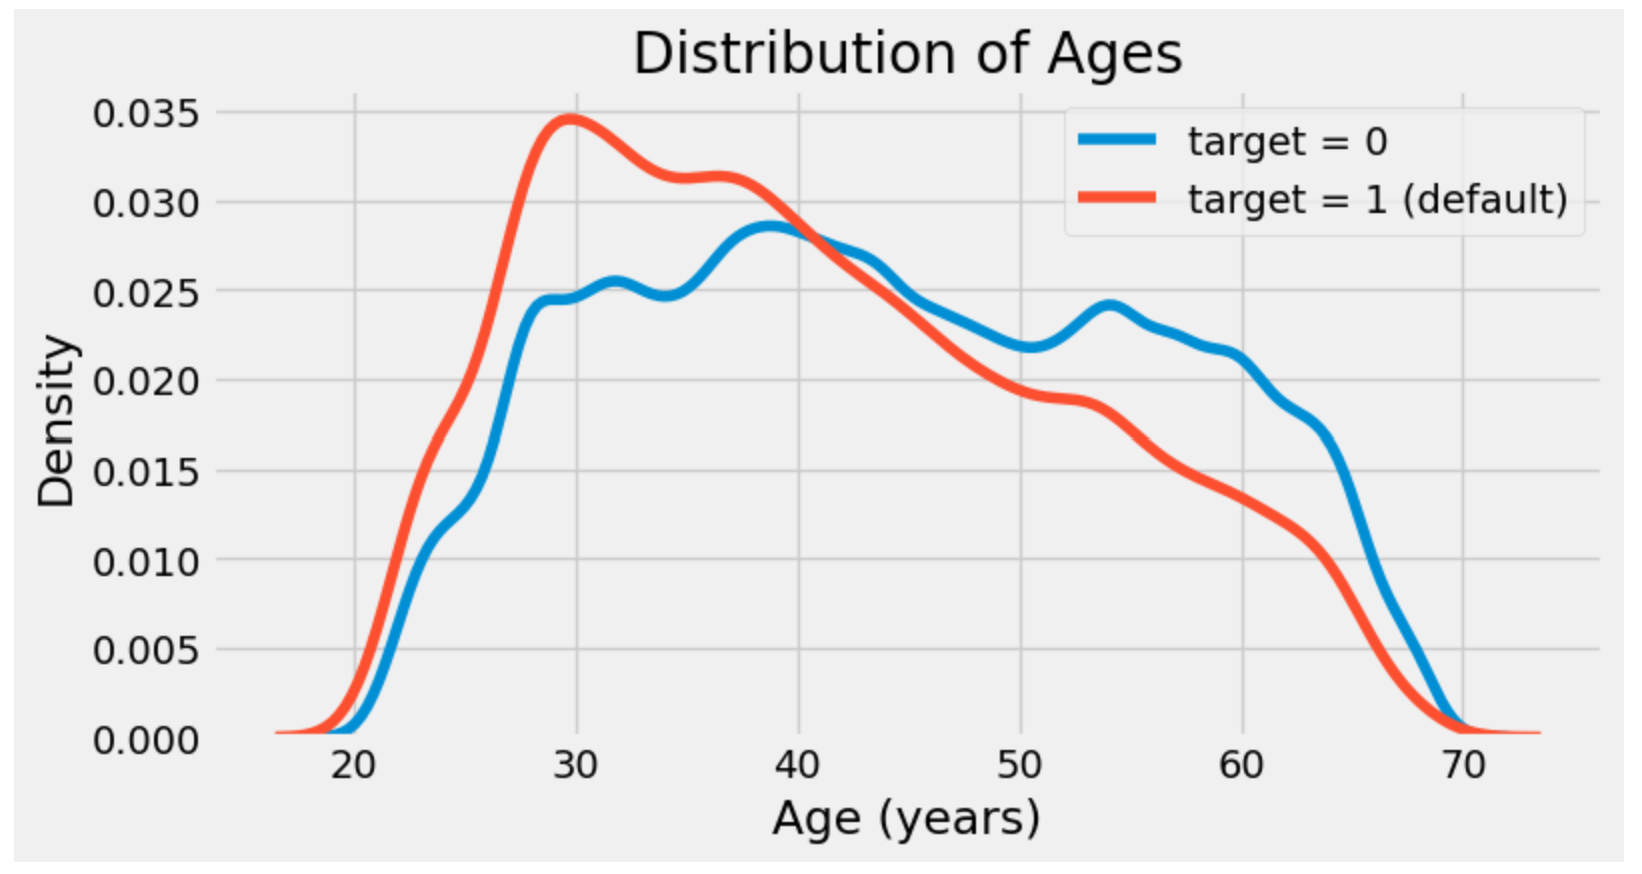 Distribution of Ages
target = 0
target = 1 (default)
Density
0.035
0.030
0.025
0.020
0.015
0.010
0.005
0.000
20 30 40 50 60 70
Age (years)